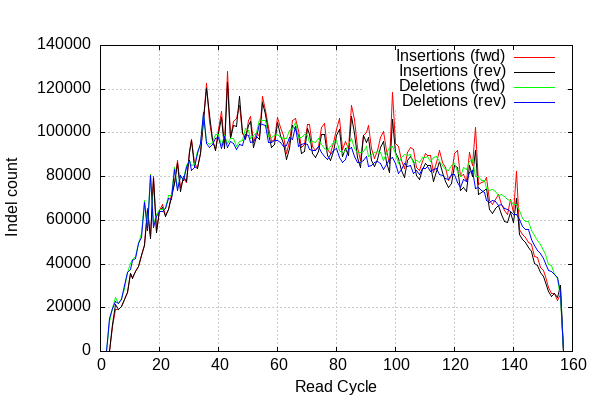 Indel count
140000
120000
100000
80000
60000
40000
20000
0
Insertions (fwd)
Insertions (rev)
Deletions (fwd)
Deletions (rev)
0 20 40 60 80 100 120 140 160
Read Cycle